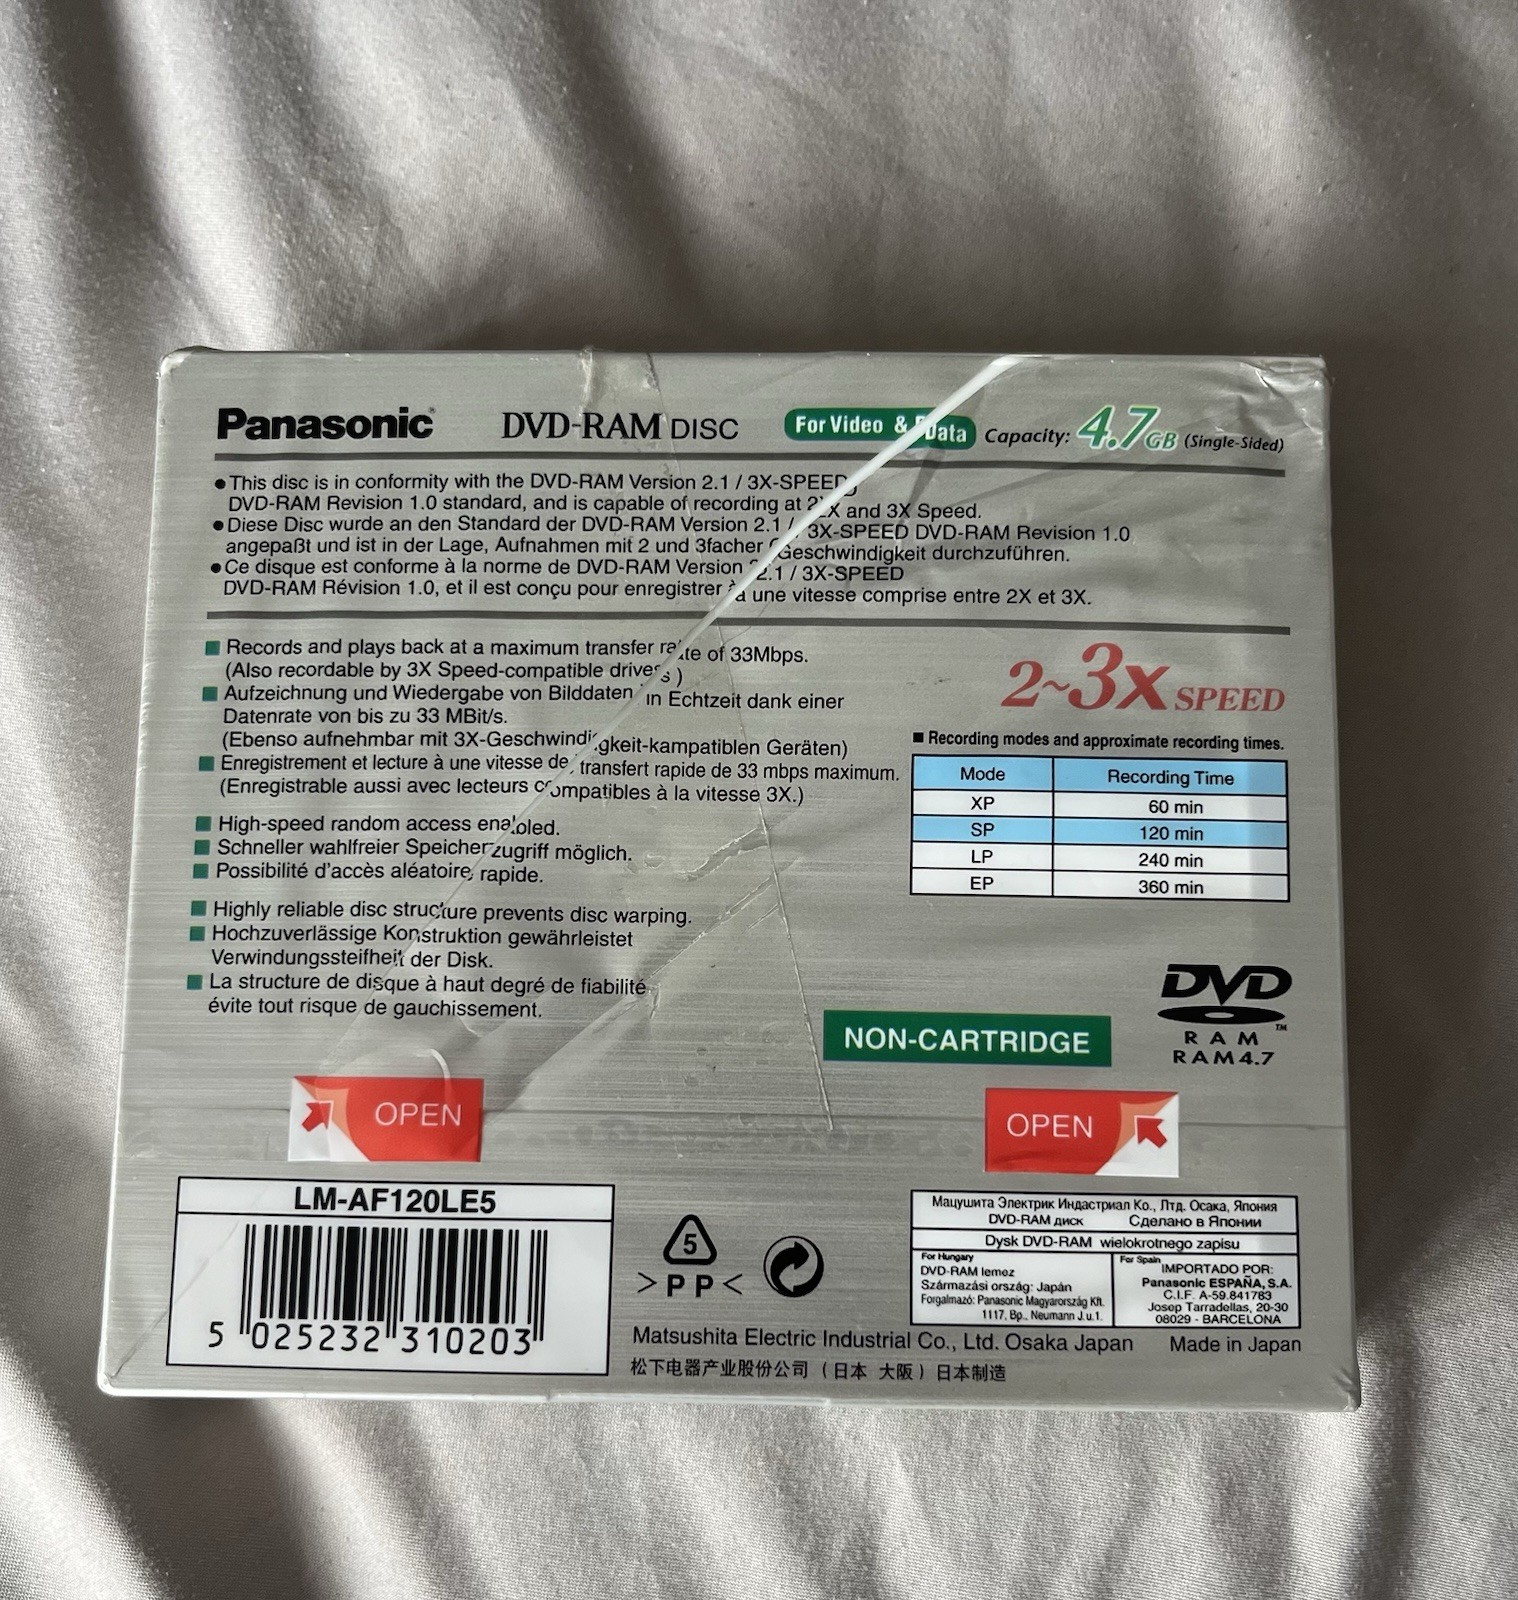 Panasonic DVD-RAM DISC For Video & Data Capacity: 4.7GB (Single-Sided)
●This disc is in conformity with the DVD-RAM Version 2.1 / 3X-SPEED
DVD-RAM Revision 1.0 standard, and is capable of recording at 2X and 3X Speed.
●Diese Disc wurde an den Standard der DVD-RAM Version 2.1 / 3X-SPEED DVD-RAM Revision 1.0
angepaßt und ist in der Lage, Aufnahmen mit 2 und 3facher Geschwindigkeit durchzuführen.
●Ce disque est conforme à la norme de DVD-RAM Version 2.1 / 3X-SPEED
DVD-RAM Révision 1.0, et il est conçu pour enregistrer à une vitesse comprise entre 2X et 3X.
■ Records and plays back at a maximum transfer rate of 33Mbps.
(Also recordable by 3X Speed-compatible drives)
■ Aufzeichnung und Wiedergabe von Bilddaten in Echtzeit dank einer
Datenrate von bis zu 33 MBit/s.
(Ebenso aufnehmbar mit 3X-Geschwindigkeit-kampatiblen Geräten)
■ Enregistrement et lecture à une vitesse de transfert rapide de 33 mbps maximum.
(Enregistrable aussi avec lecteurs compatibles à la vitesse 3X.)
■ High-speed random access enabled.
■ Schneller wahlfreier Speicherzugriff möglich.
■ Possibilité d'accès aléatoire rapide.
■ Highly reliable disc structure prevents disc warping.
■ Hochzuverlässige Konstruktion gewährleistet
Verwindungssteifheit der Disk.
■ La structure de disque à haut degré de fiabilité
évite tout risque de gauchissement.
2~3X SPEED
■ Recording modes and approximate recording times.
Mode Recording Time
XP 60 min
SP 120 min
LP 240 min
EP 360 min
NON-CARTRIDGE
DVD
RAM
RAM4.7
™
OPEN
OPEN
LM-AF120LE5
5 025232 310203
5
>PP<
Мацушита Электрик Индастриал Ко., Лтд. Осака, Япония
DVD-RAM диск Сделано в Японии
Dysk DVD-RAM wielokrotnego zapisu
For Hungary
DVD-RAM lemez
Származási ország: Japán
Forgalmazó: Panasonic Magyarország Kft.
1117, Bp., Neumann J.u.1.
For Spain
IMPORTADO POR:
Panasonic ESPAÑA, S.A.
C.I.F. A-59.841783
Josep Tarradellas, 20-30
08029 - BARCELONA
Matsushita Electric Industrial Co., Ltd. Osaka Japan Made in Japan
松下电器产业股份公司（日本 大阪）日本制造